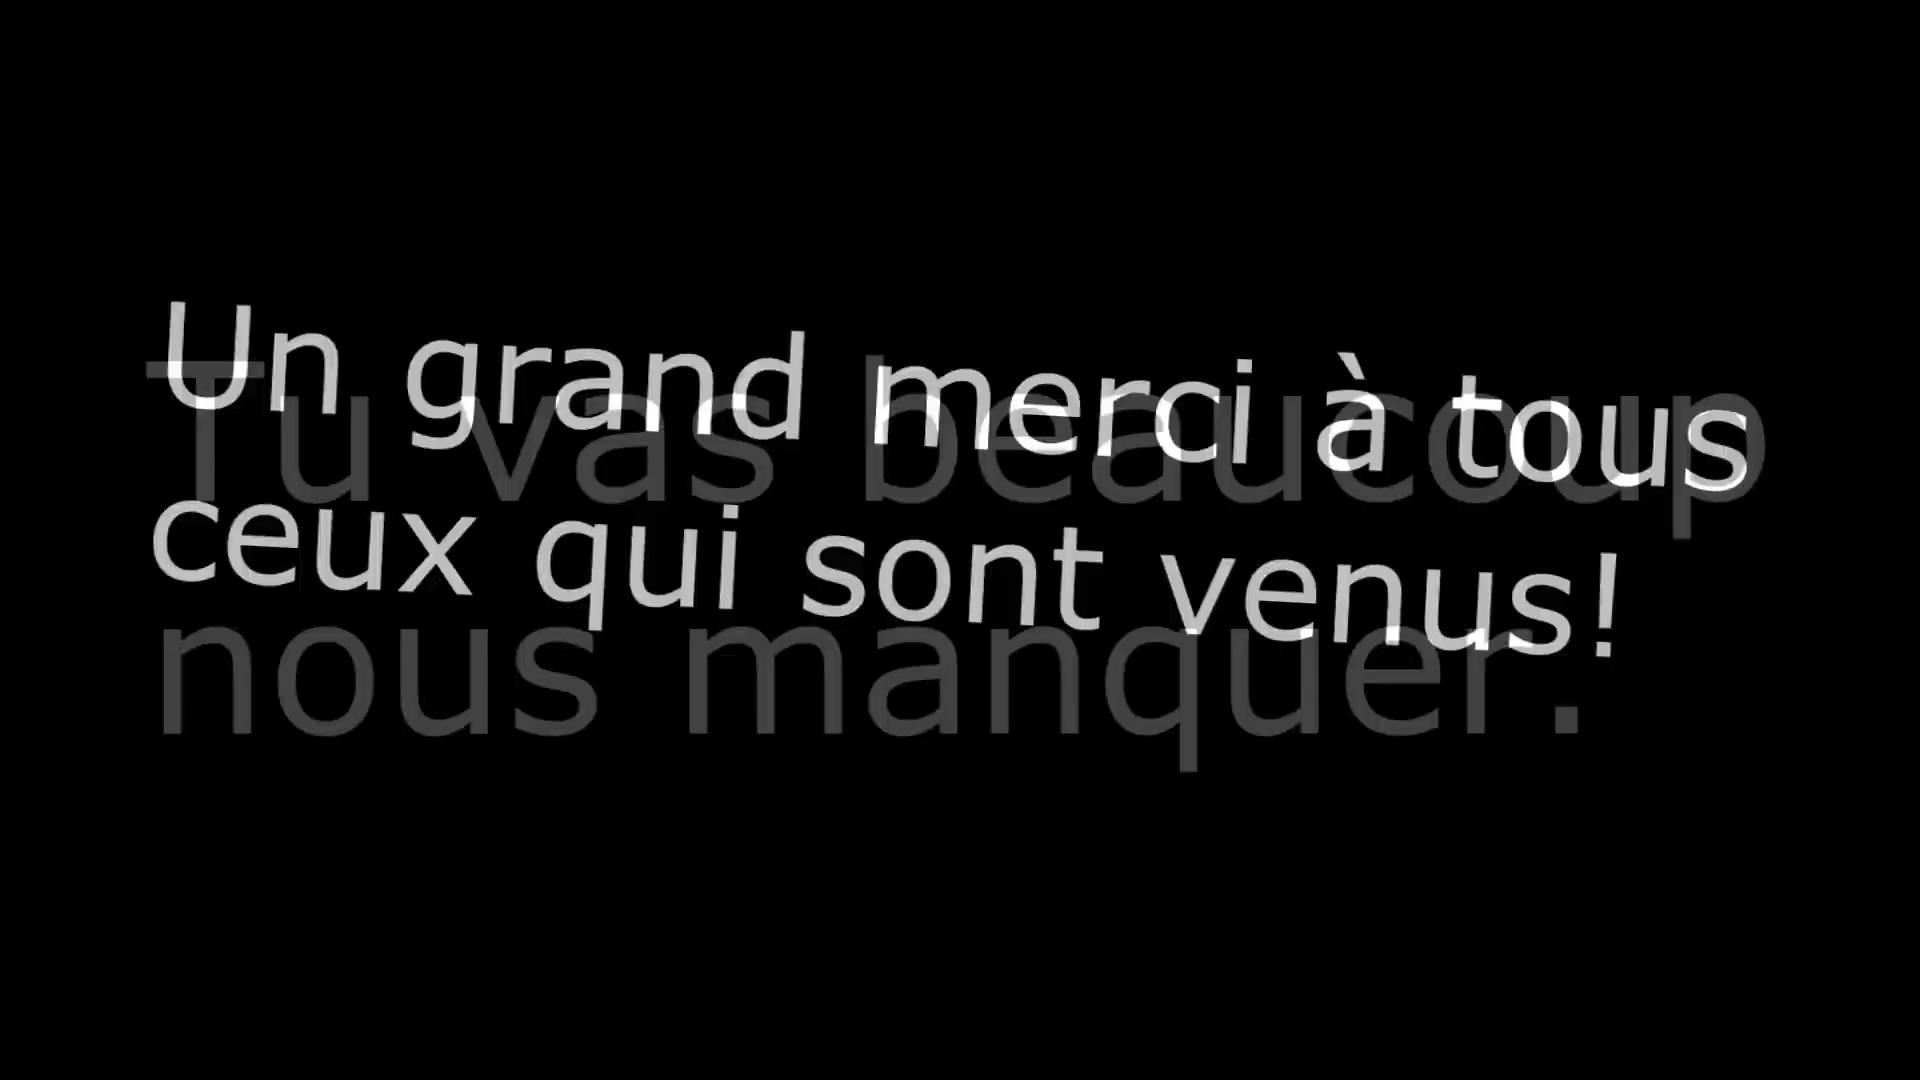 Un grand merci à tous
ceux qui sont venus!
Tu vas beaucoup
nous manquer.